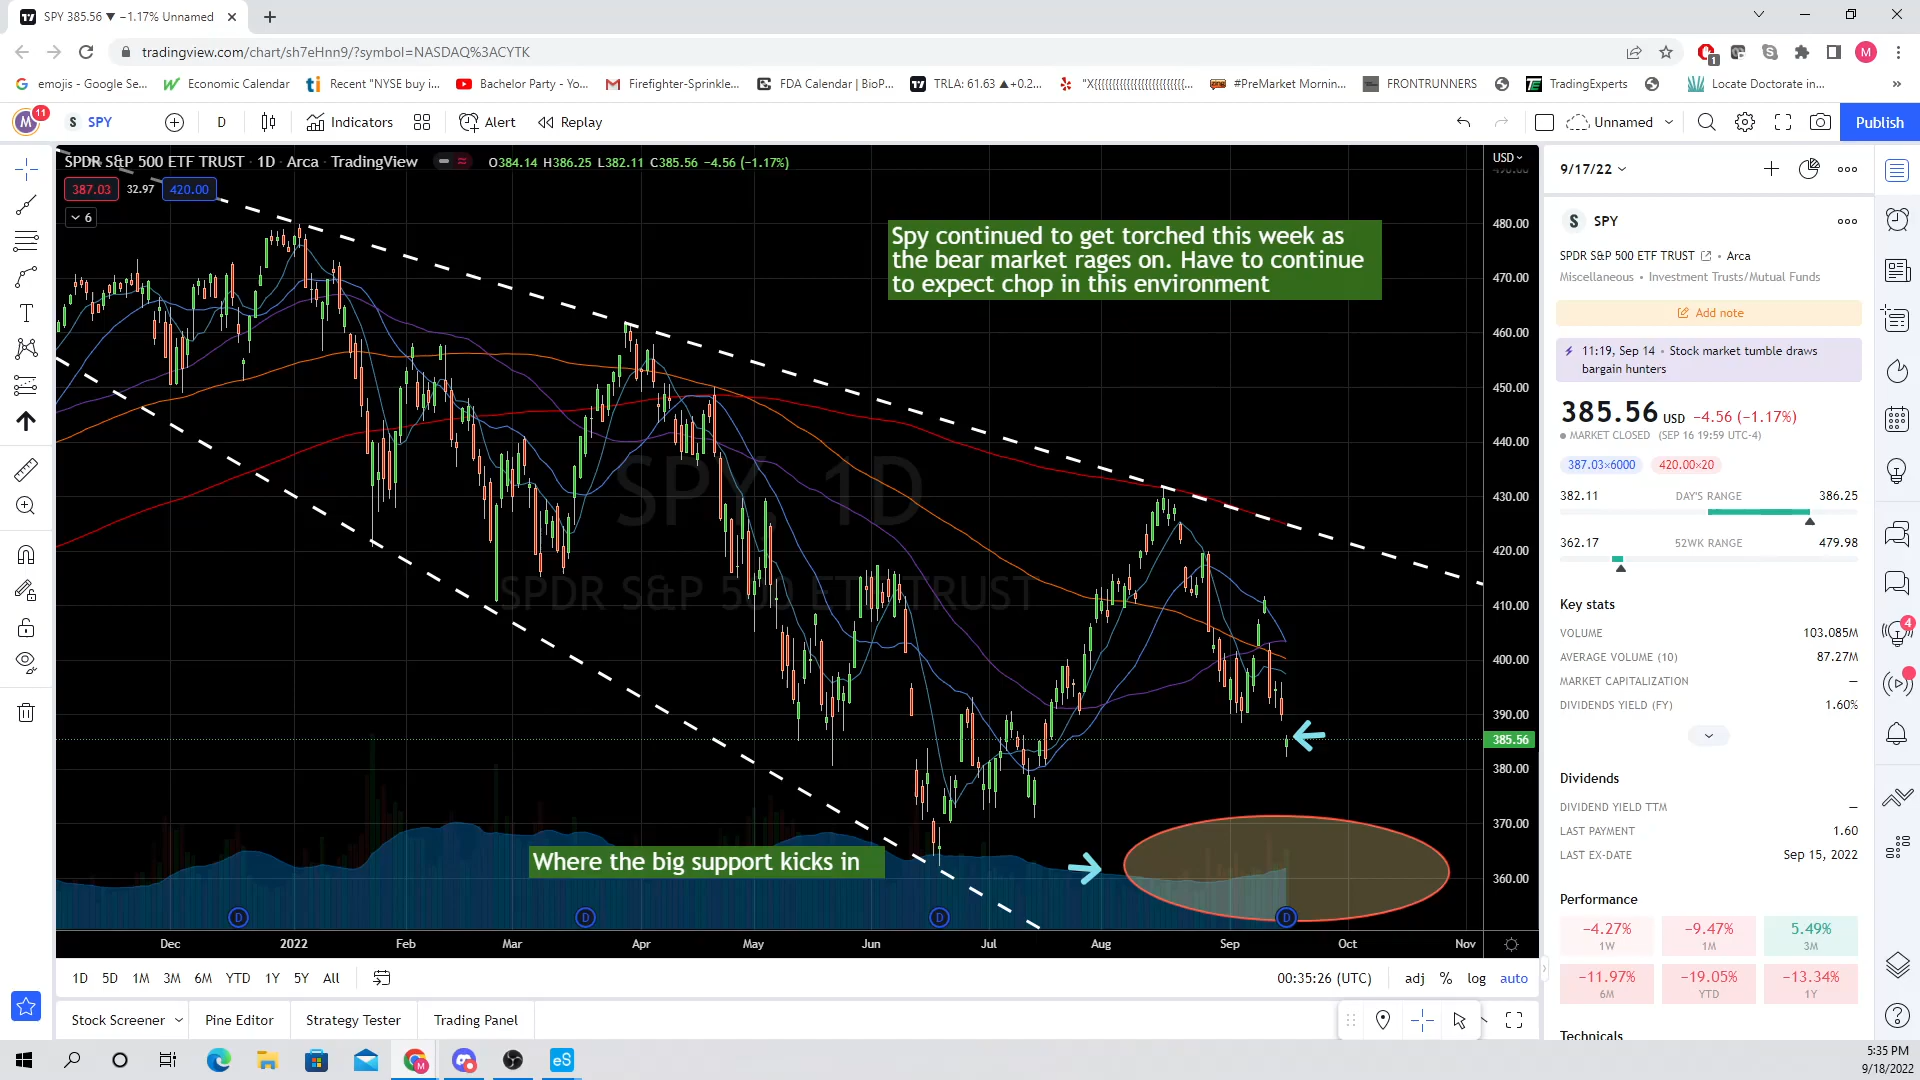 SPY 385.56 ▼ −1.17% Unnamed
tradingview.com/chart/sh7eHnn9/?symbol=NASDAQ%3ACYTK
1
M
emojis - Google Se...
Economic Calendar
Recent "NYSE buy i...
Bachelor Party - Yo...
Firefighter-Sprinkle...
FDA Calendar | BioP...
TRLA: 61.63 ▲+0.2...
"X{{{{{{{{{{{{{{{{{{{{{{{{...
#PreMarket Mornin...
FRONTRUNNERS
TradingExperts
Locate Doctorate in...
»
M 11
S SPY
D
Indicators
Alert
Replay
Unnamed
Publish
SPDR S&P 500 ETF TRUST · 1D · Arca · TradingView
O384.14 H386.25 L382.11 C385.56 −4.56 (−1.17%)
387.03 32.97 420.00
6
Spy continued to get torched this week as
the bear market rages on. Have to continue
to expect chop in this environment
SPY, 1D
SPDR S&P 500 ETF TRUST
Where the big support kicks in
USD
490.00
480.00
470.00
460.00
450.00
440.00
430.00
420.00
410.00
400.00
390.00
385.56
380.00
370.00
360.00
D D D D
Dec 2022 Feb Mar Apr May Jun Jul Aug Sep Oct Nov
1D 5D 1M 3M 6M YTD 1Y 5Y All
00:35:26 (UTC) adj % log auto
Stock Screener
Pine Editor
Strategy Tester
Trading Panel
9/17/22
S SPY
SPDR S&P 500 ETF TRUST • Arca
Miscellaneous • Investment Trusts/Mutual Funds
Add note
11:19, Sep 14 • Stock market tumble draws
bargain hunters
385.56 USD −4.56 (−1.17%)
MARKET CLOSED (SEP 16 19:59 UTC-4)
387.03×6000 420.00×20
382.11 DAY'S RANGE 386.25
362.17 52WK RANGE 479.98
Key stats
VOLUME 103.085M
AVERAGE VOLUME (10) 87.27M
MARKET CAPITALIZATION —
DIVIDENDS YIELD (FY) 1.60%
Dividends
DIVIDEND YIELD TTM —
LAST PAYMENT 1.60
LAST EX-DATE Sep 15, 2022
Performance
−4.27% −9.47% 5.49%
1W 1M 3M
−11.97% −19.05% −13.34%
6M YTD 1Y
Technicals
4
M
eS
5:35 PM
9/18/2022